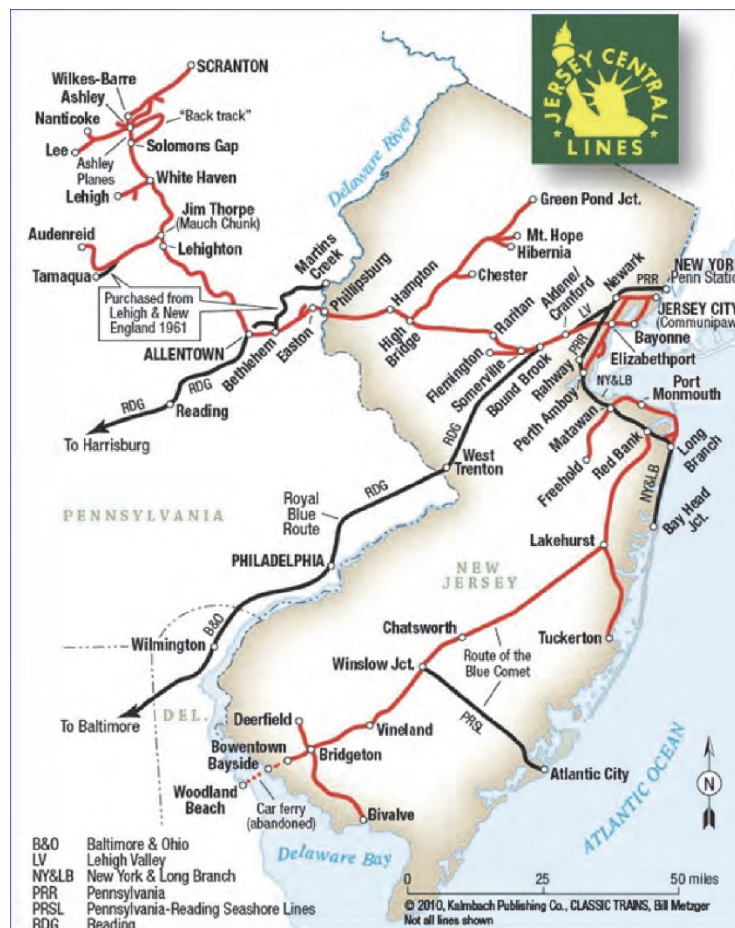 JERSEY CENTRAL
LINES
SCRANTON
Wilkes-Barre
Ashley
Nanticoke
"Back track"
Lee
Ashley
Planes
Solomons Gap
White Haven
Lehigh
Jim Thorpe
(Mauch Chunk)
Audenreid
Lehighton
Tamaqua
Purchased from
Lehigh & New
England 1961
Martins
Creek
Delaware River
Phillipsburg
ALLENTOWN
Bethlehem
Easton
Hampton
High
Bridge
Green Pond Jct.
Mt. Hope
Hibernia
Chester
Raritan
Flemington
Somerville
Bound Brook
Aldene/
Cranford
LV
Newark
PRR
NEW YORK
Penn Static
JERSEY CITY
(Communipaw
Bayonne
Elizabethport
PRR
Rahway
Perth Amboy
NY&LB
Port
Monmouth
Matawan
Freehold
Red Bank
Long
Branch
NY&LB
Bay Head
Jct.
RDG
RDG
Reading
RDG
To Harrisburg
RDG
West
Trenton
RDG
Royal
Blue
Route
PENNSYLVANIA
PHILADELPHIA
NEW
JERSEY
Lakehurst
Tuckerton
Chatsworth
Route of the
Blue Comet
Winslow Jct.
PRSL
Atlantic City
B&O
Wilmington
To Baltimore
DEL.
Deerfield
Vineland
Bowentown
Bayside
Bridgeton
Woodland
Beach
Car ferry
(abandoned)
Bivalve
Delaware Bay
ATLANTIC OCEAN
N
B&O Baltimore & Ohio
LV Lehigh Valley
NY&LB New York & Long Branch
PRR Pennsylvania
PRSL Pennsylvania-Reading Seashore Lines
RDG Reading
0 25 50 miles
© 2010, Kalmbach Publishing Co., CLASSIC TRAINS, Bill Metzger
Not all lines shown